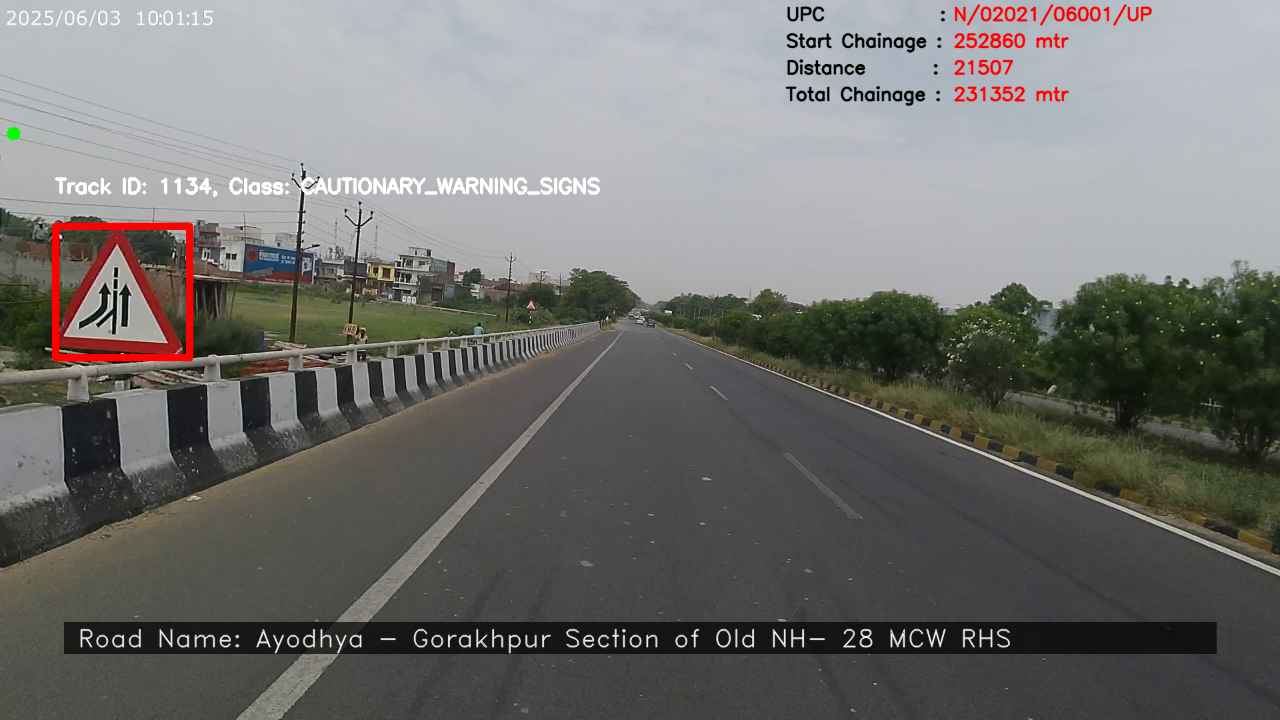 2025/06/03 10:01:15
UPC : N/02021/06001/UP
Start Chainage : 252860 mtr
Distance : 21507
Total Chainage : 231352 mtr
Track ID: 1134, Class: CAUTIONARY_WARNING_SIGNS
Road Name: Ayodhya - Gorakhpur Section of Old NH- 28 MCW RHS